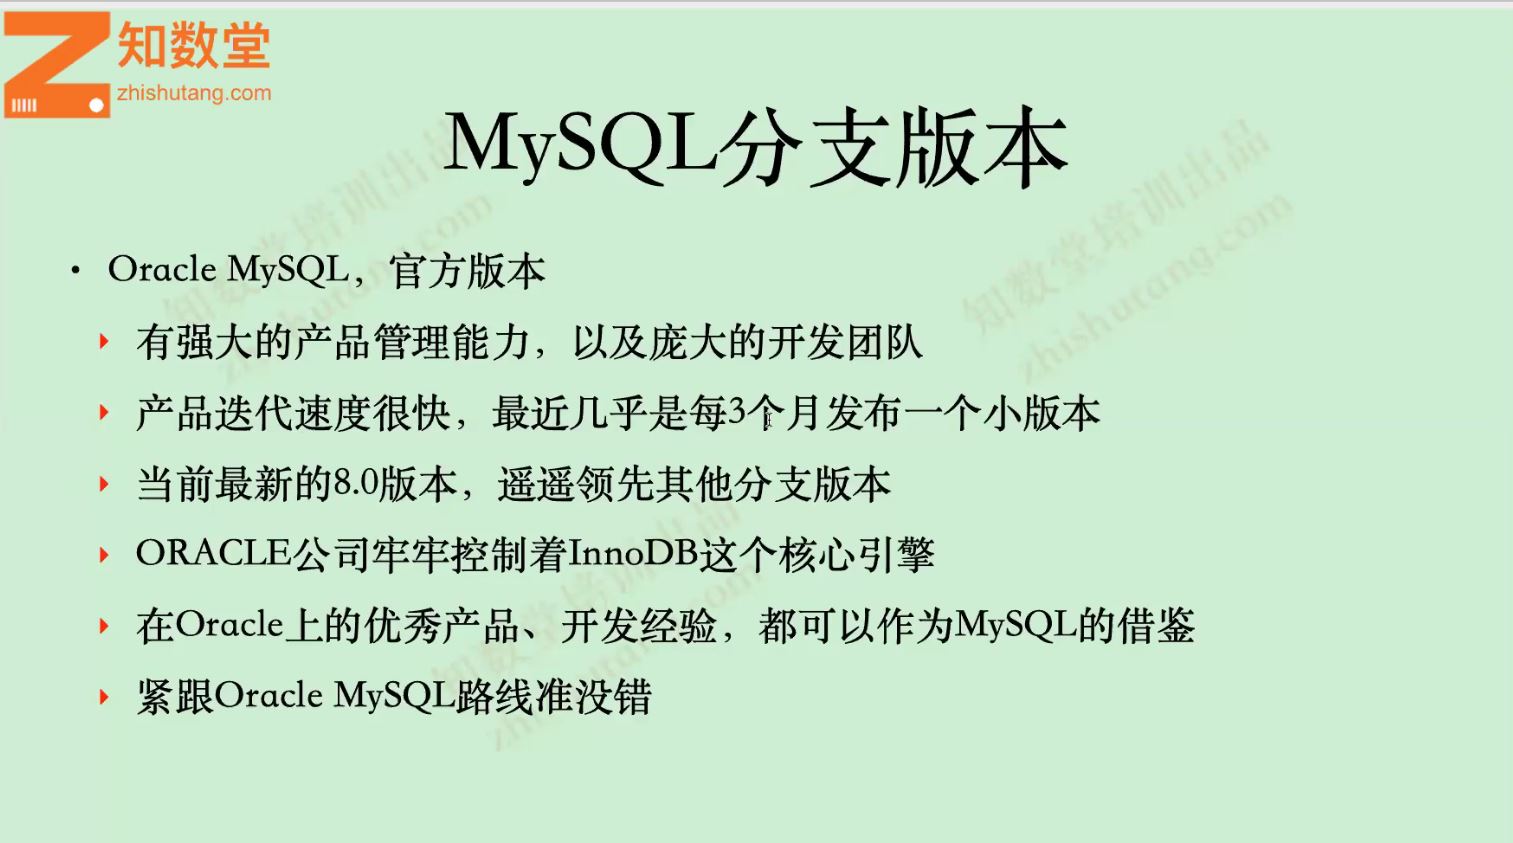 知数堂
zhishutang.com
MySQL分支版本
• Oracle MySQL，官方版本
有强大的产品管理能力，以及庞大的开发团队
产品迭代速度很快，最近几乎是每3个月发布一个小版本
当前最新的8.0版本，遥遥领先其他分支版本
ORACLE公司牢牢控制着InnoDB这个核心引擎
在Oracle上的优秀产品、开发经验，都可以作为MySQL的借鉴
紧跟Oracle MySQL路线准没错
知数堂培训出品
zhishutang.com
知数堂培训出品
zhishutang.com
知数堂培训出品
zhishutang.com